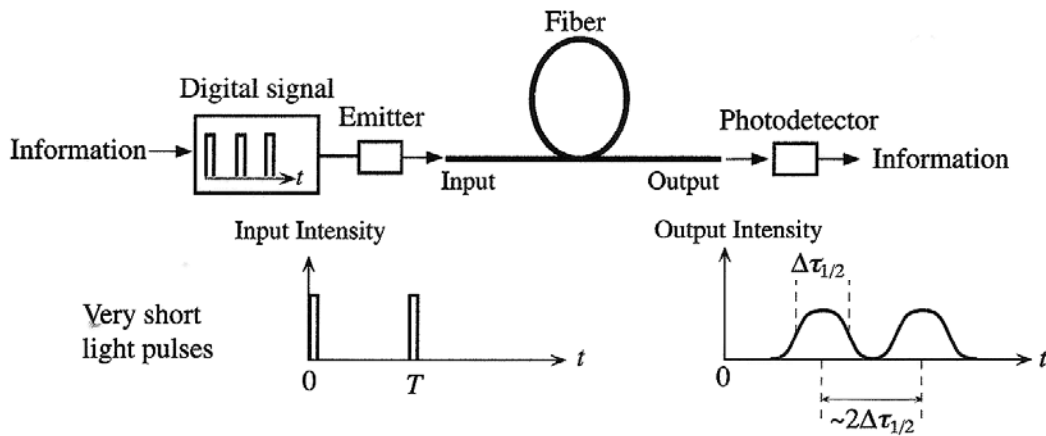 Fiber
Digital signal
Emitter
Photodetector
Information
t
Information
Input
Output
Input Intensity
Output Intensity
Δτ1/2
Very short
light pulses
t
t
0
T
0
~2Δτ1/2